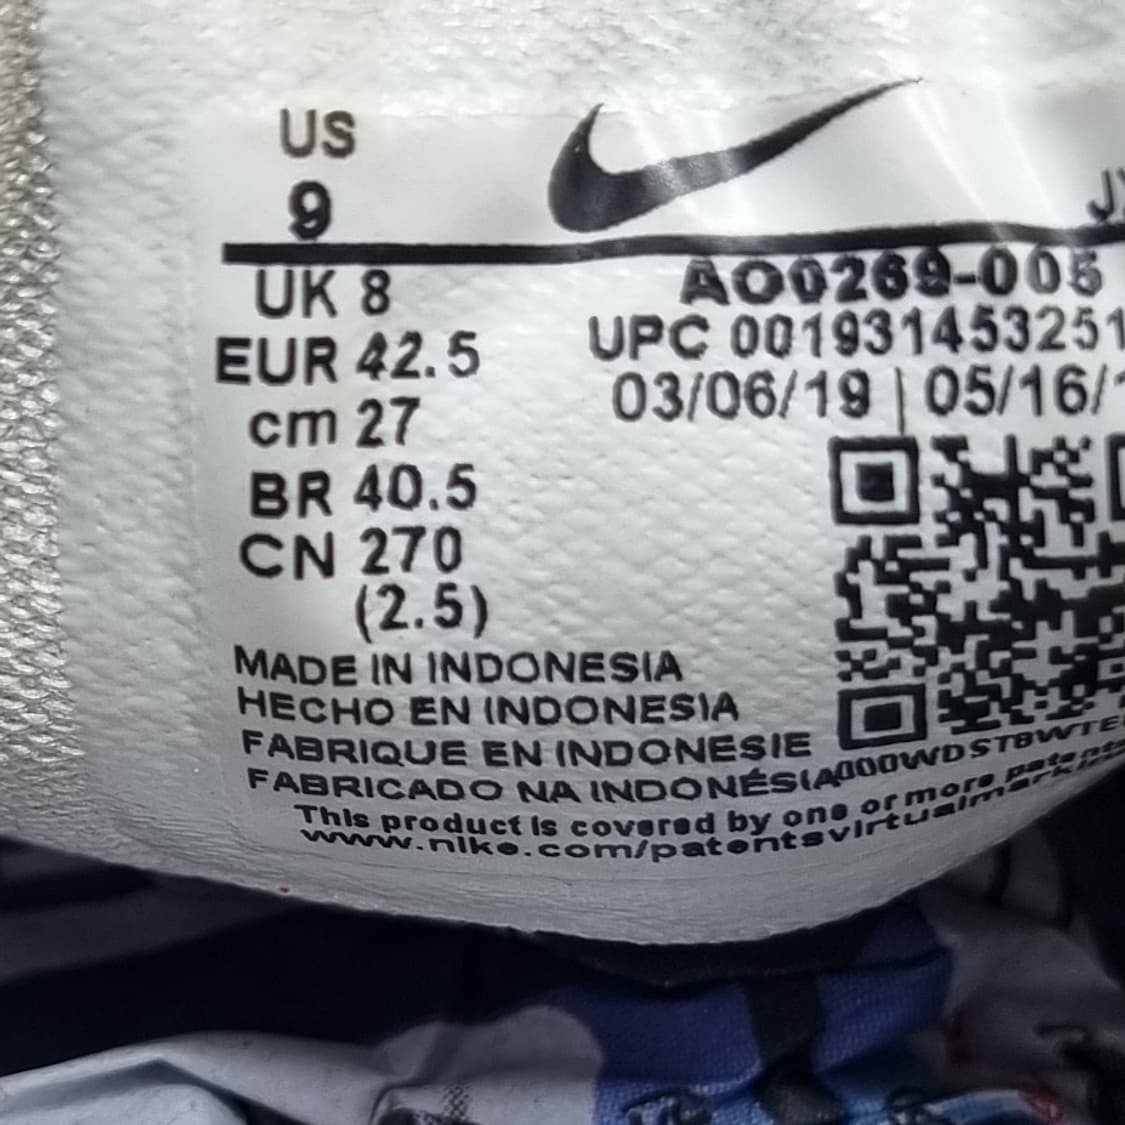 US
9
UK 8
EUR 42.5
cm 27
BR 40.5
CN 270
(2.5)
AO0269-005
UPC 001931453251
03/06/19 | 05/16/
MADE IN INDONESIA
HECHO EN INDONESIA
FABRIQUE EN INDONESIE
FABRICADO NA INDONÉSIA
This product is covered by one or more patents
www.nike.com/patentsvirtualmarking